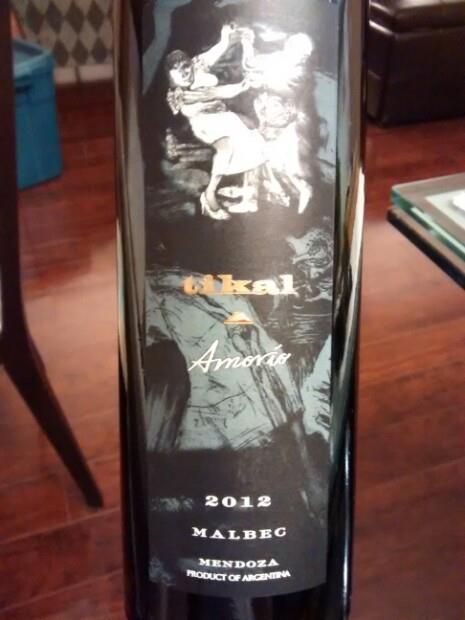 tikal
Amorío
2012
MALBEC
MENDOZA
PRODUCT OF ARGENTINA